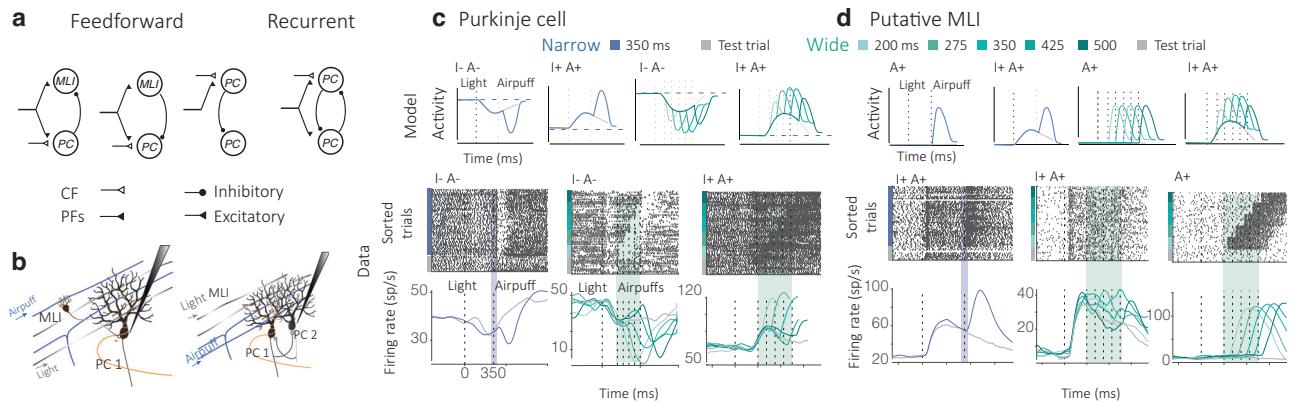 a
Feedforward
Recurrent
MLI
MLI
PC
PC
PC
PC
PC
PC
CF
Inhibitory
PFs
Excitatory
b
Airpuff
MLI
Light
PC 1
Light
MLI
Airpuff
PC 1
PC 2
c Purkinje cell
d Putative MLI
Narrow 350 ms Test trial
Wide 200 ms 275 350 425 500 Test trial
Model
Activity
I- A-
Light Airpuff
I+ A+
I- A-
I+ A+
Time (ms)
Activity
A+
Light Airpuff
I+ A+
A+
I+ A+
Time (ms)
Data
Sorted trials
I- A-
I- A-
I+ A+
Sorted trials
I+ A+
I+ A+
A+
Firing rate (sp/s)
50
30
Light Airpuff
0 350
50
10
Light Airpuffs
120
50
Time (ms)
Firing rate (sp/s)
100
60
20
40
20
100
0
Time (ms)